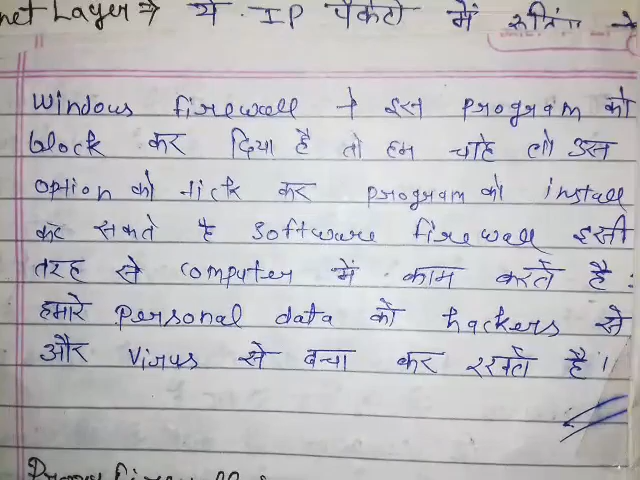 net Layer ⇒ ये IP पैकेटो में
Windows firewall → इस program को
block कर दिया है तो हम चाहे तो उस
option को tick कर program को install
कर सकते है software firewall इसी
तरह से computer में काम करते है
हमारे personal data को hackers से
और Virus से बचा कर रखते है।